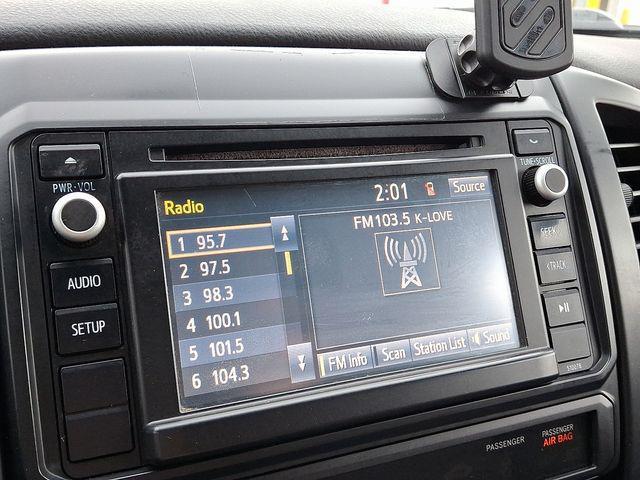 PWR·VOL
AUDIO
SETUP
Radio
2:01
Source
FM 103.5 K-LOVE
1 95.7
2 97.5
3 98.3
4 100.1
5 101.5
6 104.3
FM Info
Scan
Station List
Sound
TUNE·SCROLL
SEEK
TRACK
PASSENGER
PASSENGER
AIR BAG